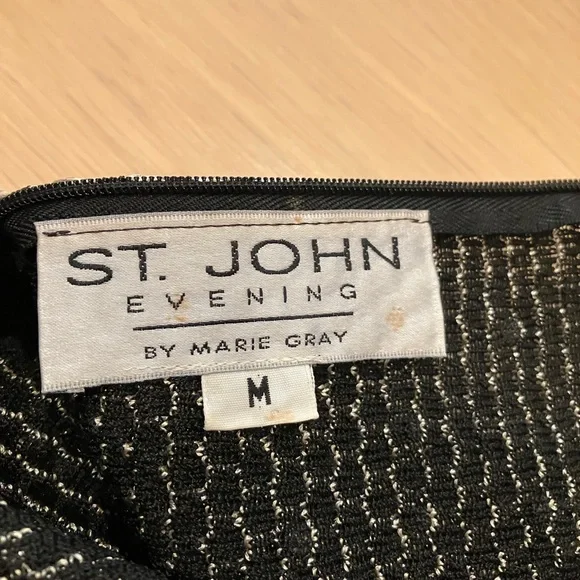 ST. JOHN
EVENING
BY MARIE GRAY
M